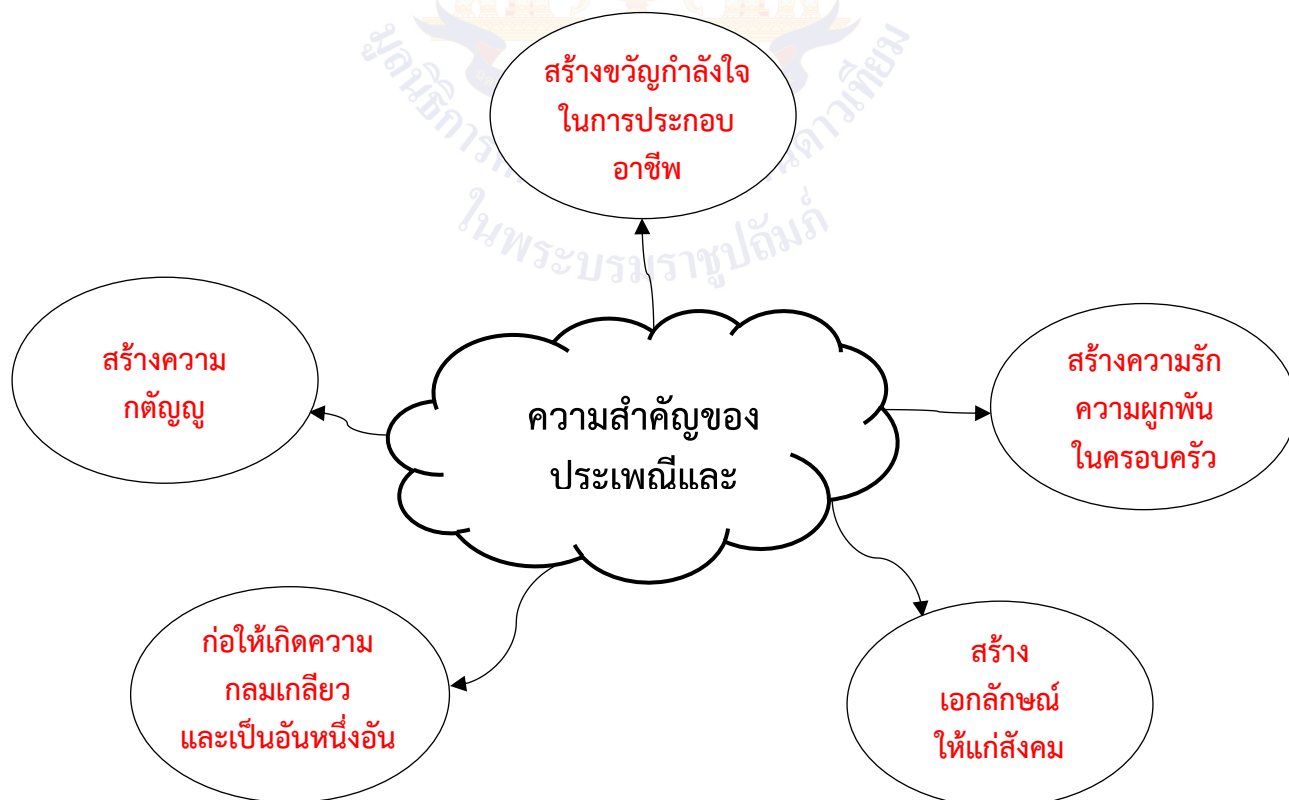 สร้างขวัญกำลังใจ
ในการประกอบ
อาชีพ
ในพระบรมราชูปถัมภ์
สร้างความ
กตัญญู
ความสำคัญของ
ประเพณีและ
สร้างความรัก
ความผูกพัน
ในครอบครัว
ก่อให้เกิดความ
กลมเกลียว
และเป็นอันหนึ่งอัน
สร้าง
เอกลักษณ์
ให้แก่สังคม